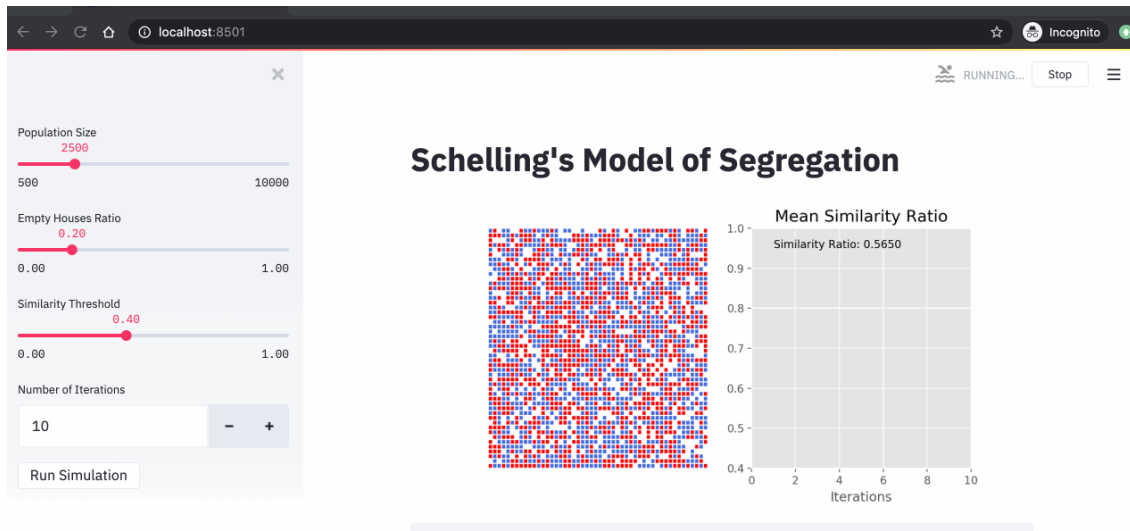 localhost:8501
Incognito
RUNNING...
Stop
Population Size
2500
500 10000
Empty Houses Ratio
0.20
0.00 1.00
Similarity Threshold
0.40
0.00 1.00
Number of Iterations
10
− +
Run Simulation
Schelling's Model of Segregation
Mean Similarity Ratio
Similarity Ratio: 0.5650
1.0
0.9
0.8
0.7
0.6
0.5
0.4
0 2 4 6 8 10
Iterations